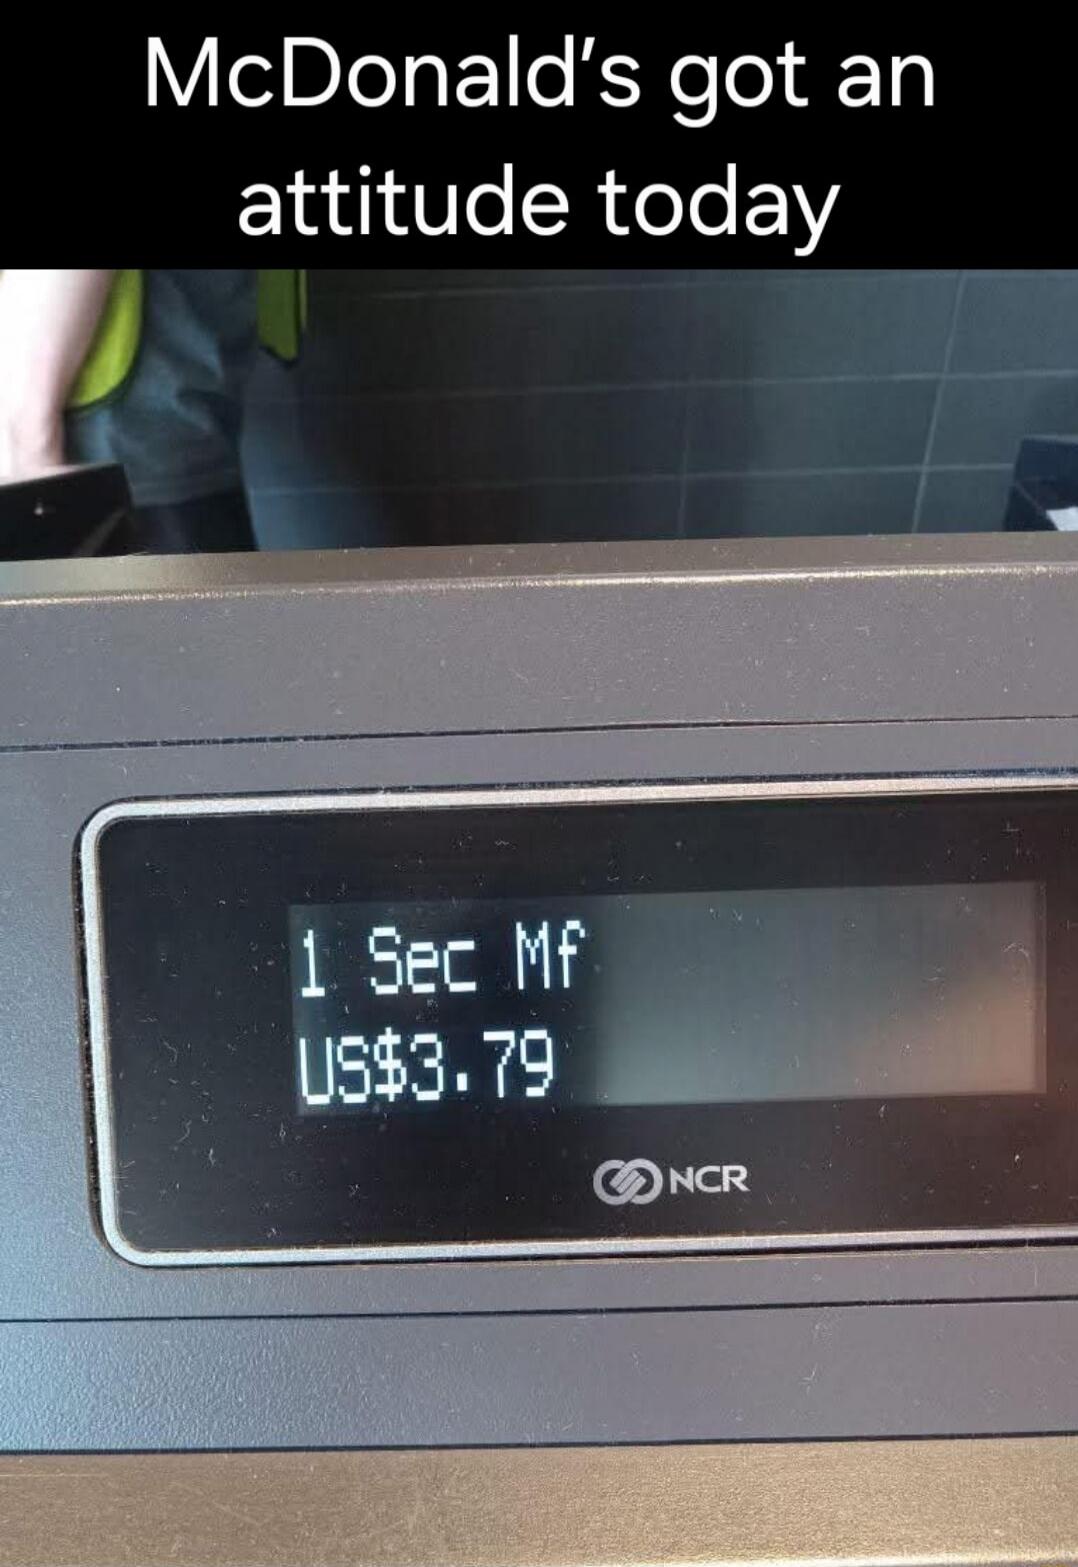 McDonald’s got an
attitude today
1 Sec Mf
US$3.79
NCR